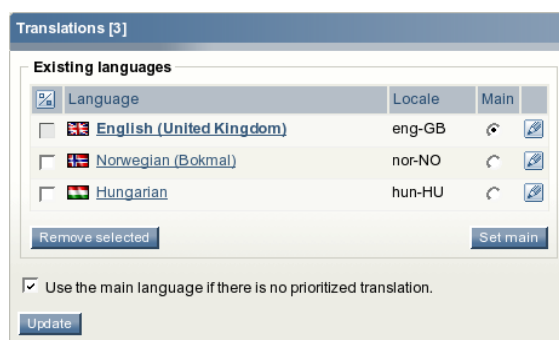 Translations [3]
Existing languages
Language Locale Main
English (United Kingdom) eng-GB
Norwegian (Bokmal) nor-NO
Hungarian hun-HU
Remove selected Set main
Use the main language if there is no prioritized translation.
Update